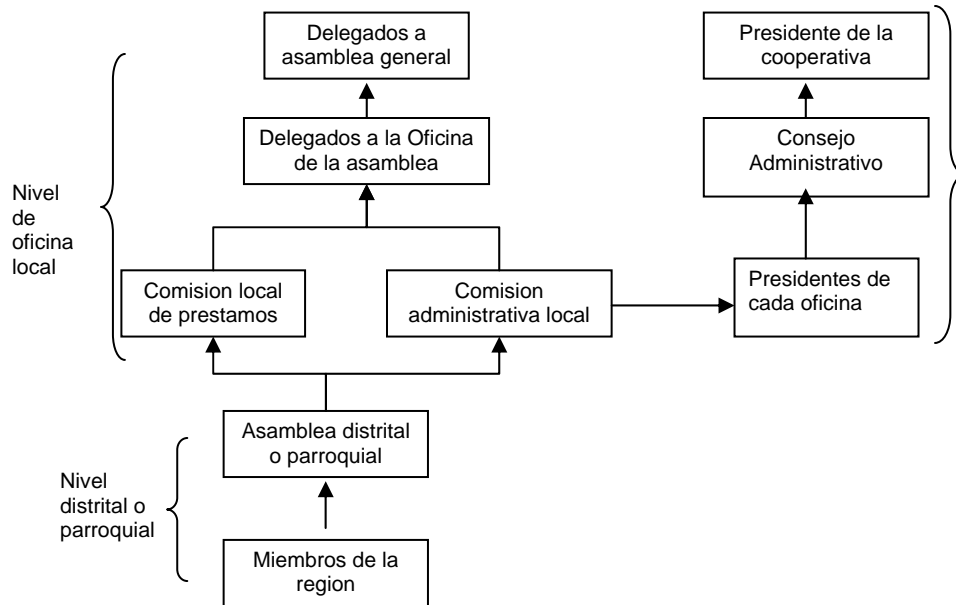 Delegados a
asamblea general
Presidente de la
cooperativa
Delegados a la Oficina
de la asamblea
Consejo
Administrativo
Nivel
de
oficina
local
Comision local
de prestamos
Comision
administrativa local
Presidentes de
cada oficina
Asamblea distrital
o parroquial
Nivel
distrital o
parroquial
Miembros de la
region